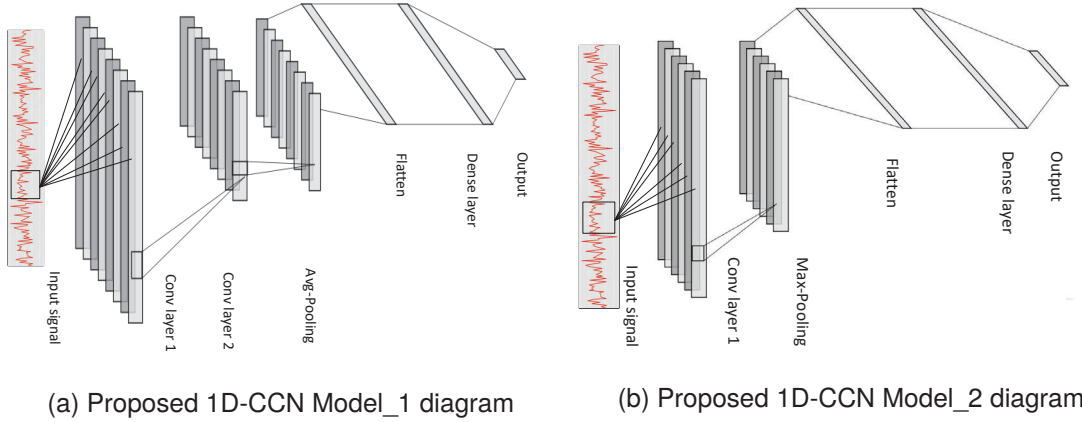 Input signal
Conv layer 1
Conv layer 2
Avg-Pooling
Flatten
Dense layer
Output
(a) Proposed 1D-CCN Model_1 diagram
Input signal
Conv layer 1
Max-Pooling
Flatten
Dense layer
Output
(b) Proposed 1D-CCN Model_2 diagram